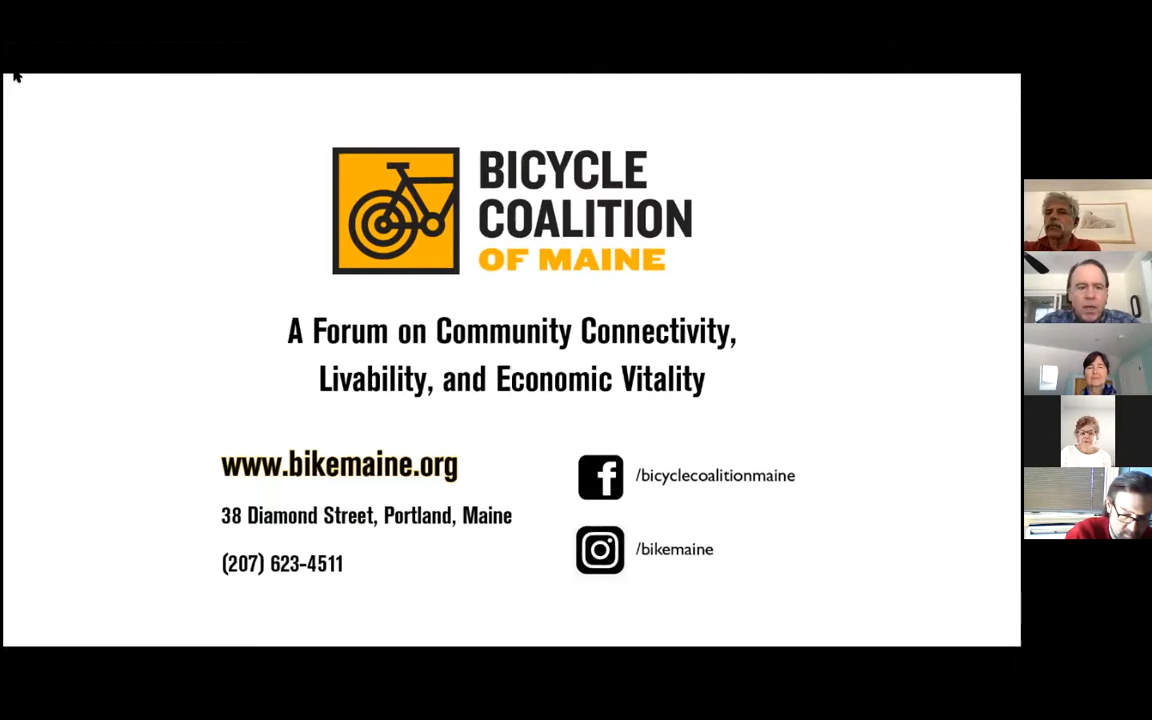 BICYCLE
COALITION
OF MAINE
A Forum on Community Connectivity,
Livability, and Economic Vitality
www.bikemaine.org
38 Diamond Street, Portland, Maine
(207) 623-4511
/bicyclecoalitionmaine
/bikemaine